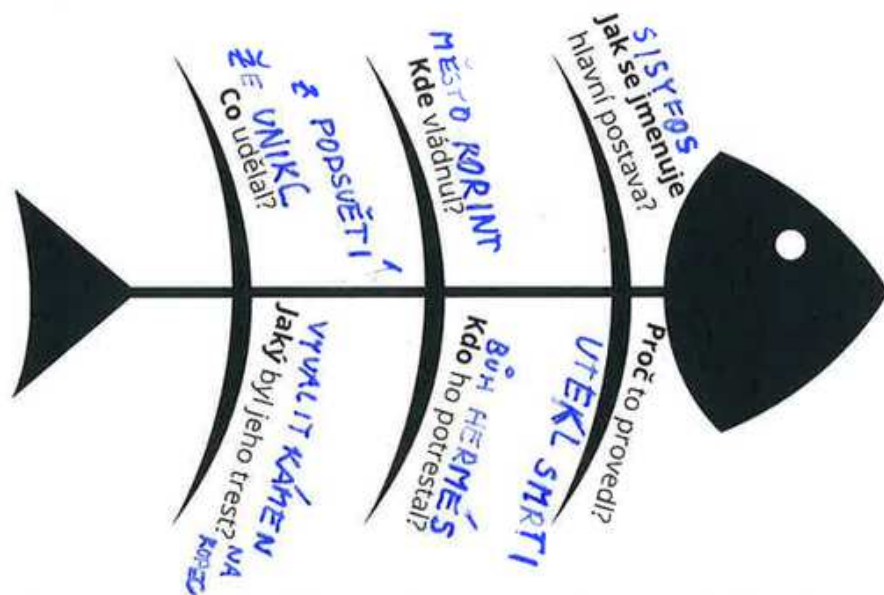 SISYFOS
Jak se jmenuje
hlavní postava?
MĚSTO KORINT
Kde vládnul?
Z PODSVĚTÍ
ŽE UNIKL
Co udělal?
Proč to provedl?
UTEKL SMRTI
BŮH HERMÉS
Kdo ho potrestal?
VYVALIT KÁMEN
Jaký byl jeho trest? NA
KOPEC